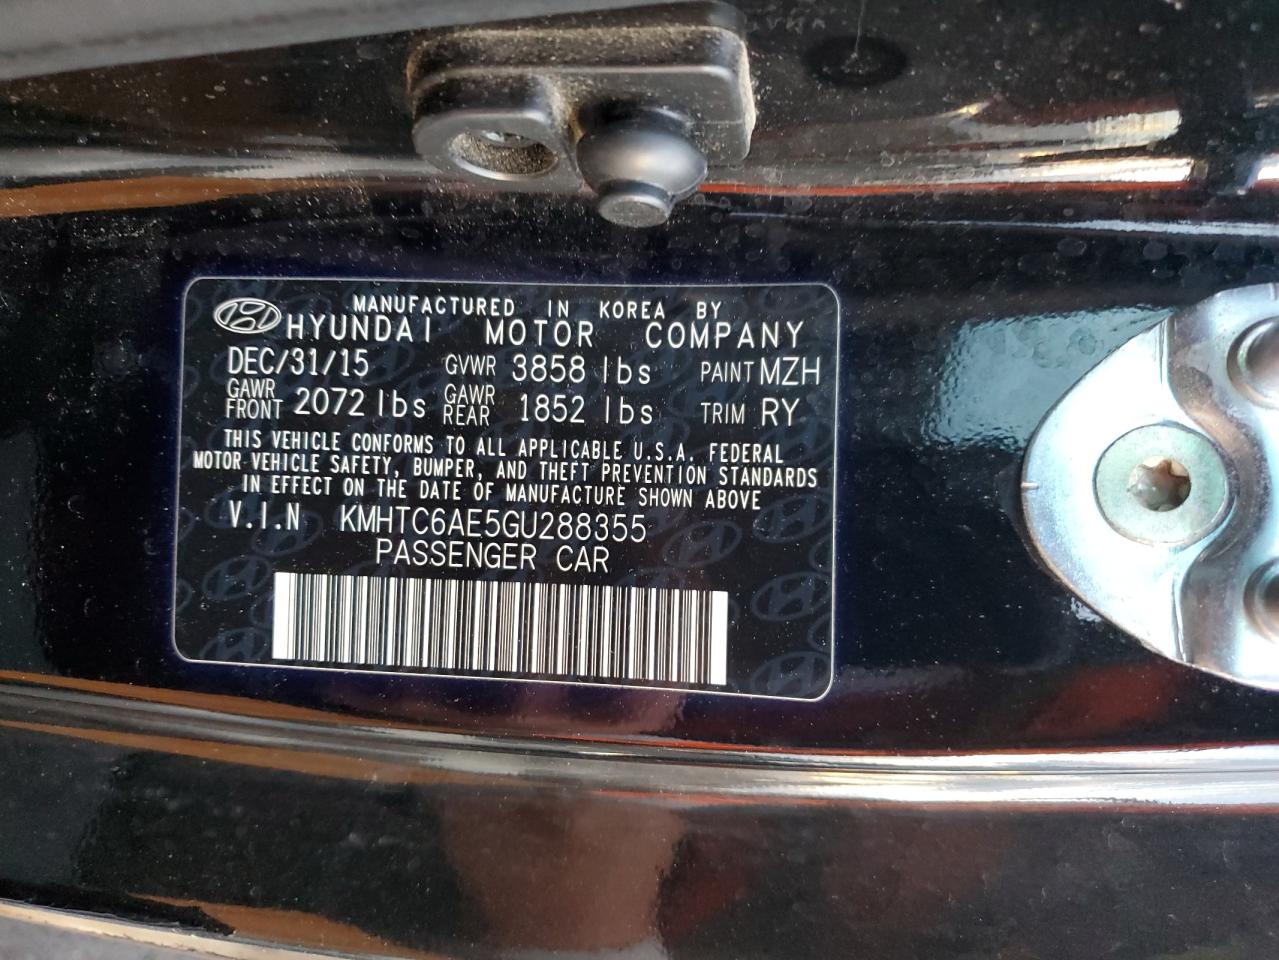 MANUFACTURED IN KOREA BY
HYUNDAI MOTOR COMPANY
DEC/31/15 GVWR 3858 lbs PAINT MZH
GAWR FRONT 2072 lbs GAWR REAR 1852 lbs TRIM RY
THIS VEHICLE CONFORMS TO ALL APPLICABLE U.S.A. FEDERAL
MOTOR VEHICLE SAFETY, BUMPER, AND THEFT PREVENTION STANDARDS
IN EFFECT ON THE DATE OF MANUFACTURE SHOWN ABOVE
V.I.N KMHTC6AE5GU288355
PASSENGER CAR